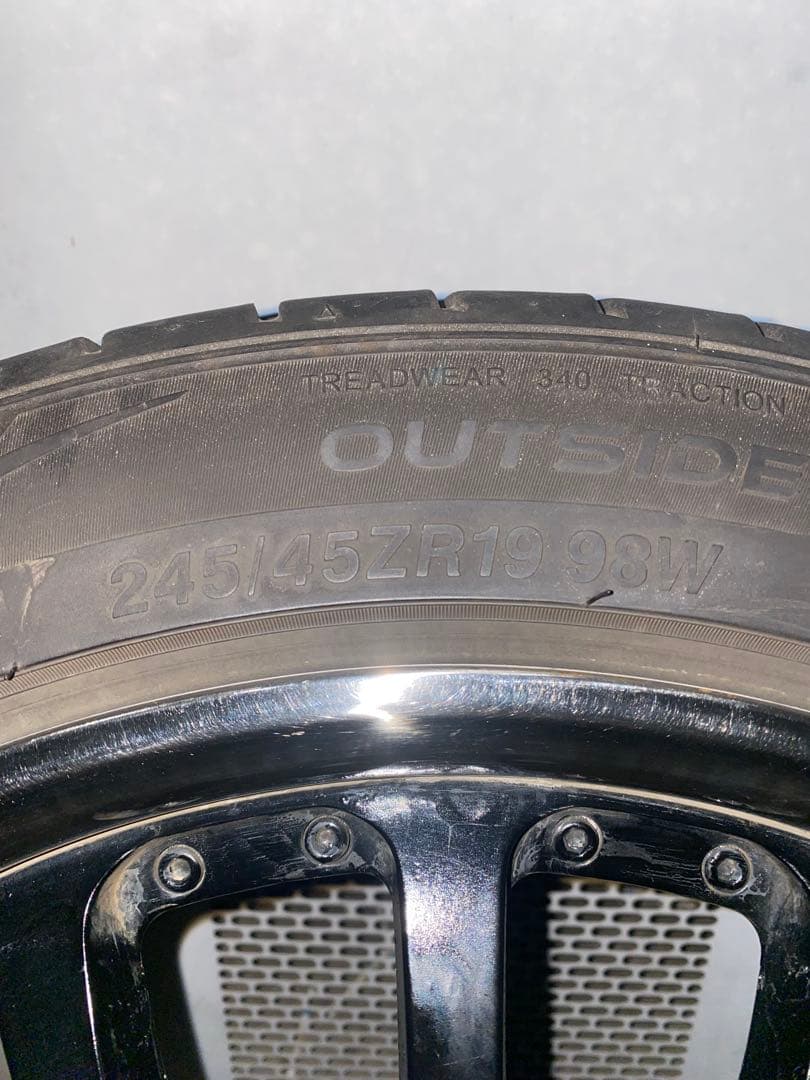 TREADWEAR 340 TRACTION
OUTSIDE
245/45ZR19 98W